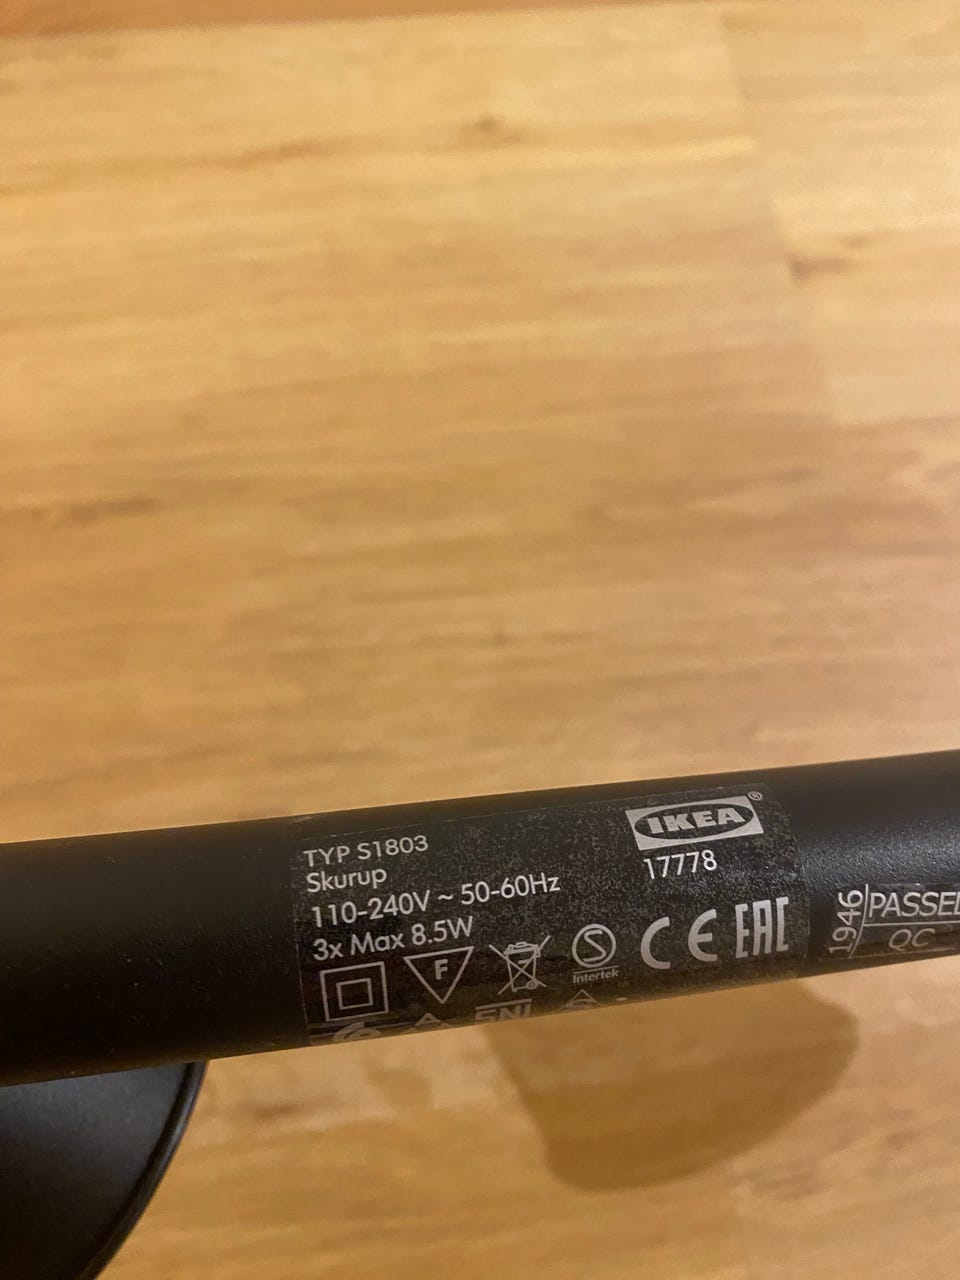 TYP S1803
Skurup
110-240V ~ 50-60Hz
3x Max 8.5W
F
S
Intertek
IKEA®
17778
CE EAC
1946
PASSED
QC